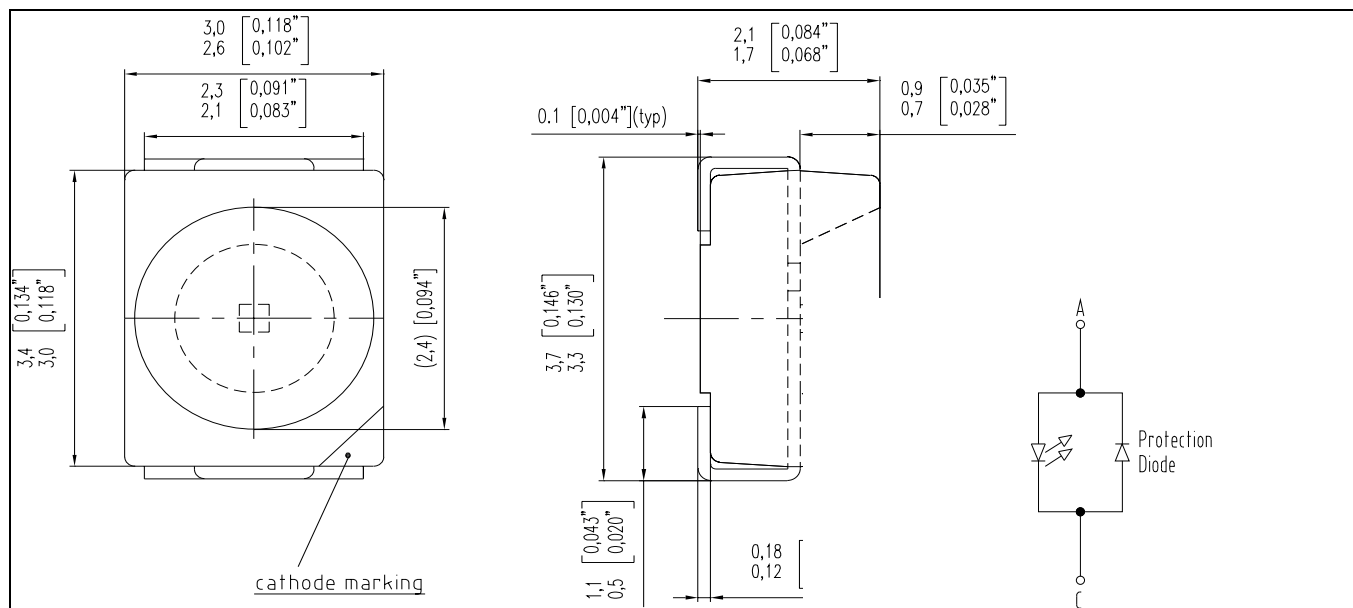 3,0 [0,118"]
2,6 [0,102"]
2,3 [0,091"]
2,1 [0,083"]
3,4 [0,134"]
3,0 [0,118"]
(2,4) [0,094"]
cathode marking
2,1 [0,084"]
1,7 [0,068"]
0,9 [0,035"]
0,7 [0,028"]
0.1 [0,004"](typ)
3,7 [0,146"]
3,3 [0,130"]
1,1 [0,043"]
0,5 [0,020"]
0,18 [
0,12
A
Protection
Diode
C